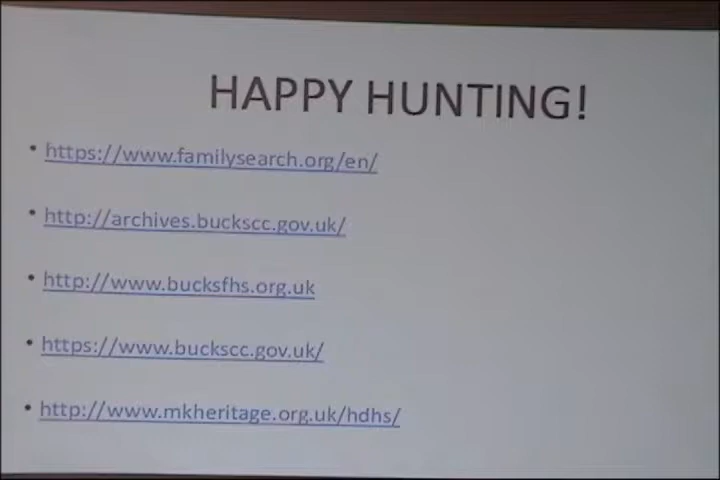 HAPPY HUNTING!
• https://www.familysearch.org/en/
• http://archives.buckscc.gov.uk/
• http://www.bucksfhs.org.uk
• https://www.buckscc.gov.uk/
• http://www.mkheritage.org.uk/hdhs/